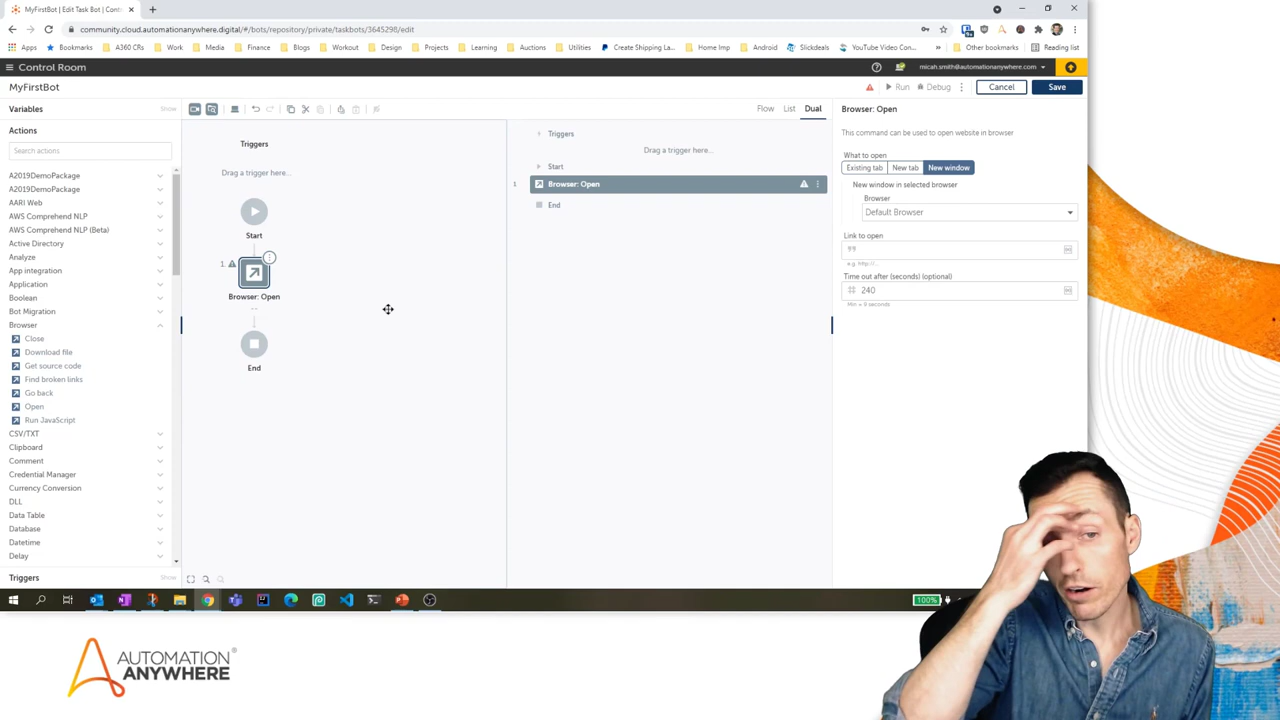 MyFirstBot | Edit Task Bot | Cont
community.cloud.automationanywhere.digital/#/bots/repository/private/taskbots/3645298/edit
Apps
Bookmarks
A360 CRs
Work
Media
Finance
Blogs
Workout
Design
Projects
Learning
Auctions
Utilities
Create Shipping La...
Home Imp
Android
Slickdeals
YouTube Video Con...
»
Other bookmarks
Reading list
Control Room
micah.smith@automationanywhere.com
MyFirstBot
Run
Debug
Cancel
Save
Variables
Show
Flow
List
Dual
Actions
Search actions
A2019DemoPackage
A2019DemoPackage
AARI Web
AWS Comprehend NLP
AWS Comprehend NLP (Beta)
Active Directory
Analyze
App integration
Application
Boolean
Bot Migration
Browser
Close
Download file
Get source code
Find broken links
Go back
Open
Run JavaScript
CSV/TXT
Clipboard
Comment
Credential Manager
Currency Conversion
DLL
Data Table
Database
Datetime
Delay
Triggers
Show
Triggers
Drag a trigger here...
Start
1
Browser: Open
--
End
Triggers
Drag a trigger here...
Start
1
Browser: Open
End
Browser: Open
This command can be used to open website in browser
What to open
Existing tab
New tab
New window
New window in selected browser
Browser
Default Browser
Link to open
e.g. http://...
Time out after (seconds) (optional)
240
Min = 9 seconds
100%
AUTOMATION
ANYWHERE®